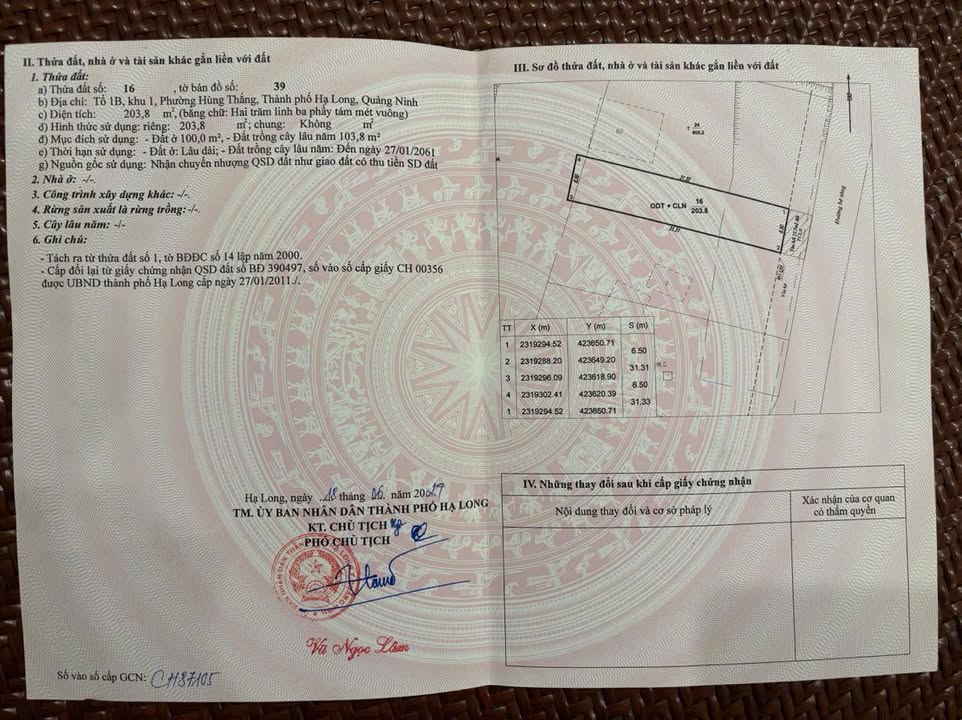 II. Thửa đất, nhà ở và tài sản khác gắn liền với đất
1. Thửa đất:
a) Thửa đất số: 16 , tờ bản đồ số: 39
b) Địa chỉ: Tổ 1B, khu 1, Phường Hùng Thắng, Thành phố Hạ Long, Quảng Ninh
c) Diện tích: 203,8 m², (bằng chữ: Hai trăm linh ba phẩy tám mét vuông)
d) Hình thức sử dụng: riêng: 203,8 m²; chung: Không m²
đ) Mục đích sử dụng: - Đất ở 100,0 m², - Đất trồng cây lâu năm 103,8 m²
e) Thời hạn sử dụng: - Đất ở: Lâu dài; - Đất trồng cây lâu năm: Đến ngày 27/01/2061
g) Nguồn gốc sử dụng: Nhận chuyển nhượng QSD đất như giao đất có thu tiền SD đất
2. Nhà ở: -/-.
3. Công trình xây dựng khác: -/-.
4. Rừng sản xuất là rừng trồng:-/-.
5. Cây lâu năm: -/-
6. Ghi chú:
- Tách ra từ thửa đất số 1, tờ BĐĐC số 14 lập năm 2000.
- Cấp đổi lại từ giấy chứng nhận QSD đất số BĐ 390497, số vào sổ cấp giấy CH 00356
được UBND thành phố Hạ Long cấp ngày 27/01/2011./.
Hạ Long, ngày 18 tháng 06 năm
TM. ỦY BAN NHÂN DÂN THÀNH PHỐ HẠ LONG
KT. CHỦ TỊCH
PHÓ CHỦ TỊCH
Vũ Ngọc Lâm
Số vào sổ cấp GCN: CH87105
III. Sơ đồ thửa đất, nhà ở và tài sản khác gắn liền với đất
T 24
ODT + CLN 16
203.8
Đường bê tông
Vỉa hè
TT X (m) Y (m) S (m)
1 2319294.52 423650.71
6.50
2 2319288.20 423649.20
31.31
3 2319296.09 423618.90
6.50
4 2319302.41 423620.39
31.33
1 2319294.52 423650.71
IV. Những thay đổi sau khi cấp giấy chứng nhận
Nội dung thay đổi và cơ sở pháp lý
Xác nhận của cơ quan
có thẩm quyền